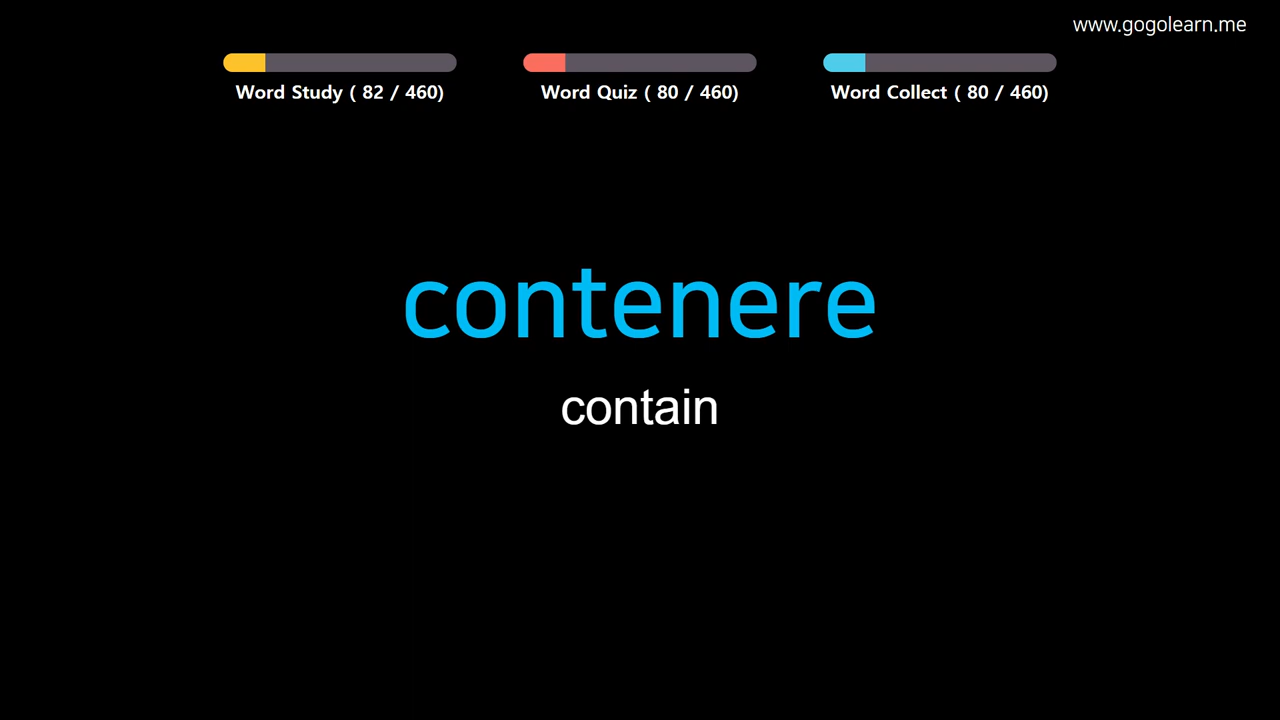 www.gogolearn.me
Word Study ( 82 / 460)
Word Quiz ( 80 / 460)
Word Collect ( 80 / 460)
contenere
contain